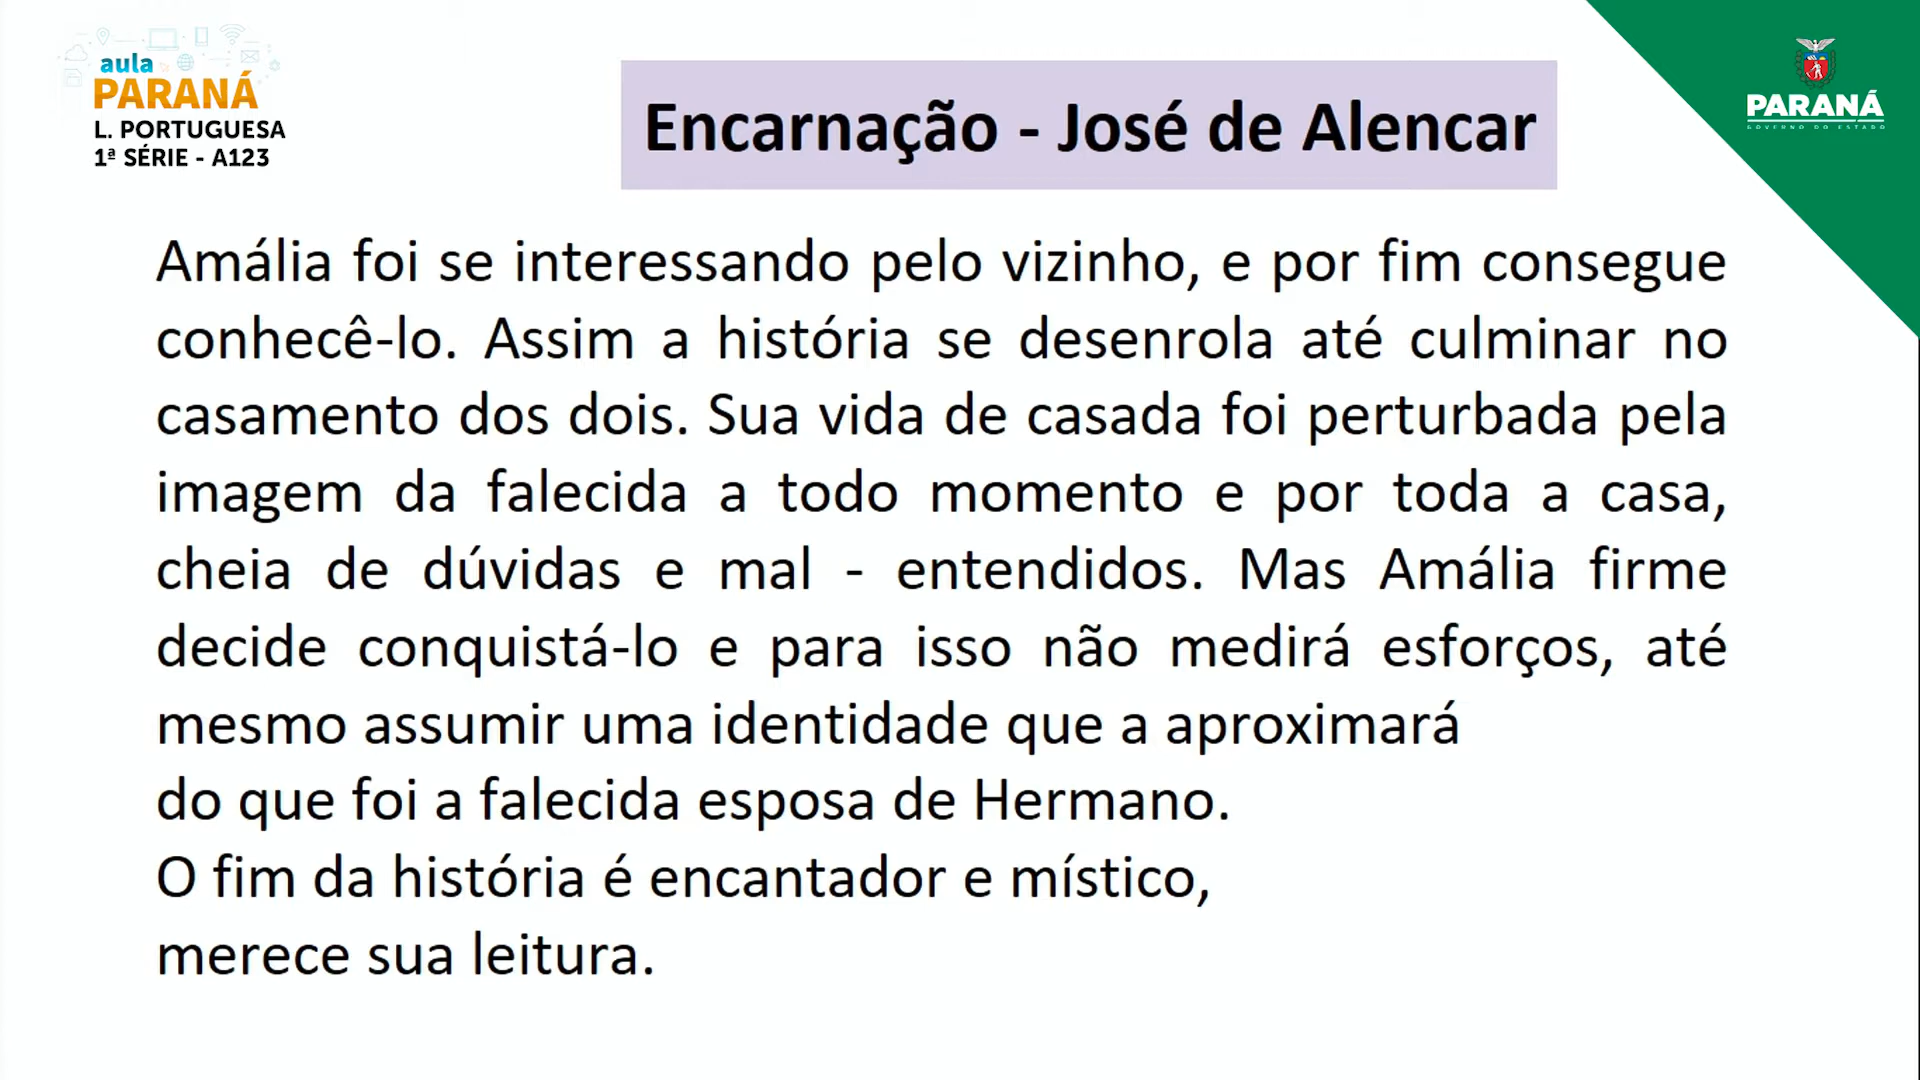 aula
PARANÁ
L. PORTUGUESA
1ª SÉRIE - A123
Encarnação - José de Alencar
PARANÁ
GOVERNO DO ESTADO
Amália foi se interessando pelo vizinho, e por fim consegue
conhecê-lo. Assim a história se desenrola até culminar no
casamento dos dois. Sua vida de casada foi perturbada pela
imagem da falecida a todo momento e por toda a casa,
cheia de dúvidas e mal - entendidos. Mas Amália firme
decide conquistá-lo e para isso não medirá esforços, até
mesmo assumir uma identidade que a aproximará
do que foi a falecida esposa de Hermano.
O fim da história é encantador e místico,
merece sua leitura.